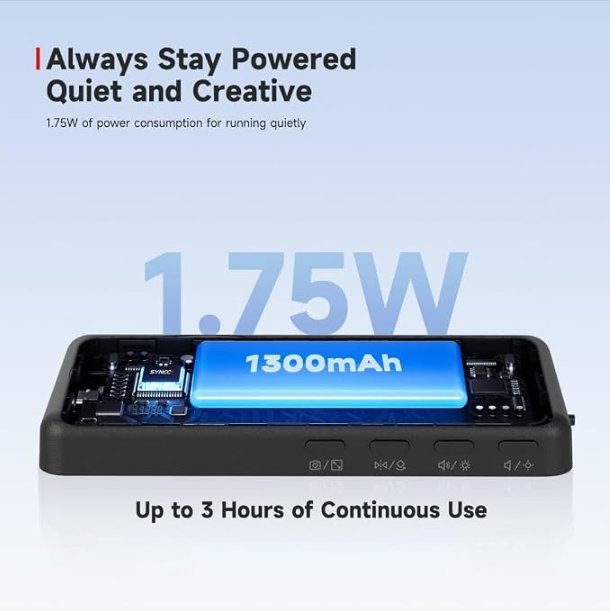 Always Stay Powered
Quiet and Creative
1.75W of power consumption for running quietly
1.75W
1300mAh
SYNCO
Up to 3 Hours of Continuous Use